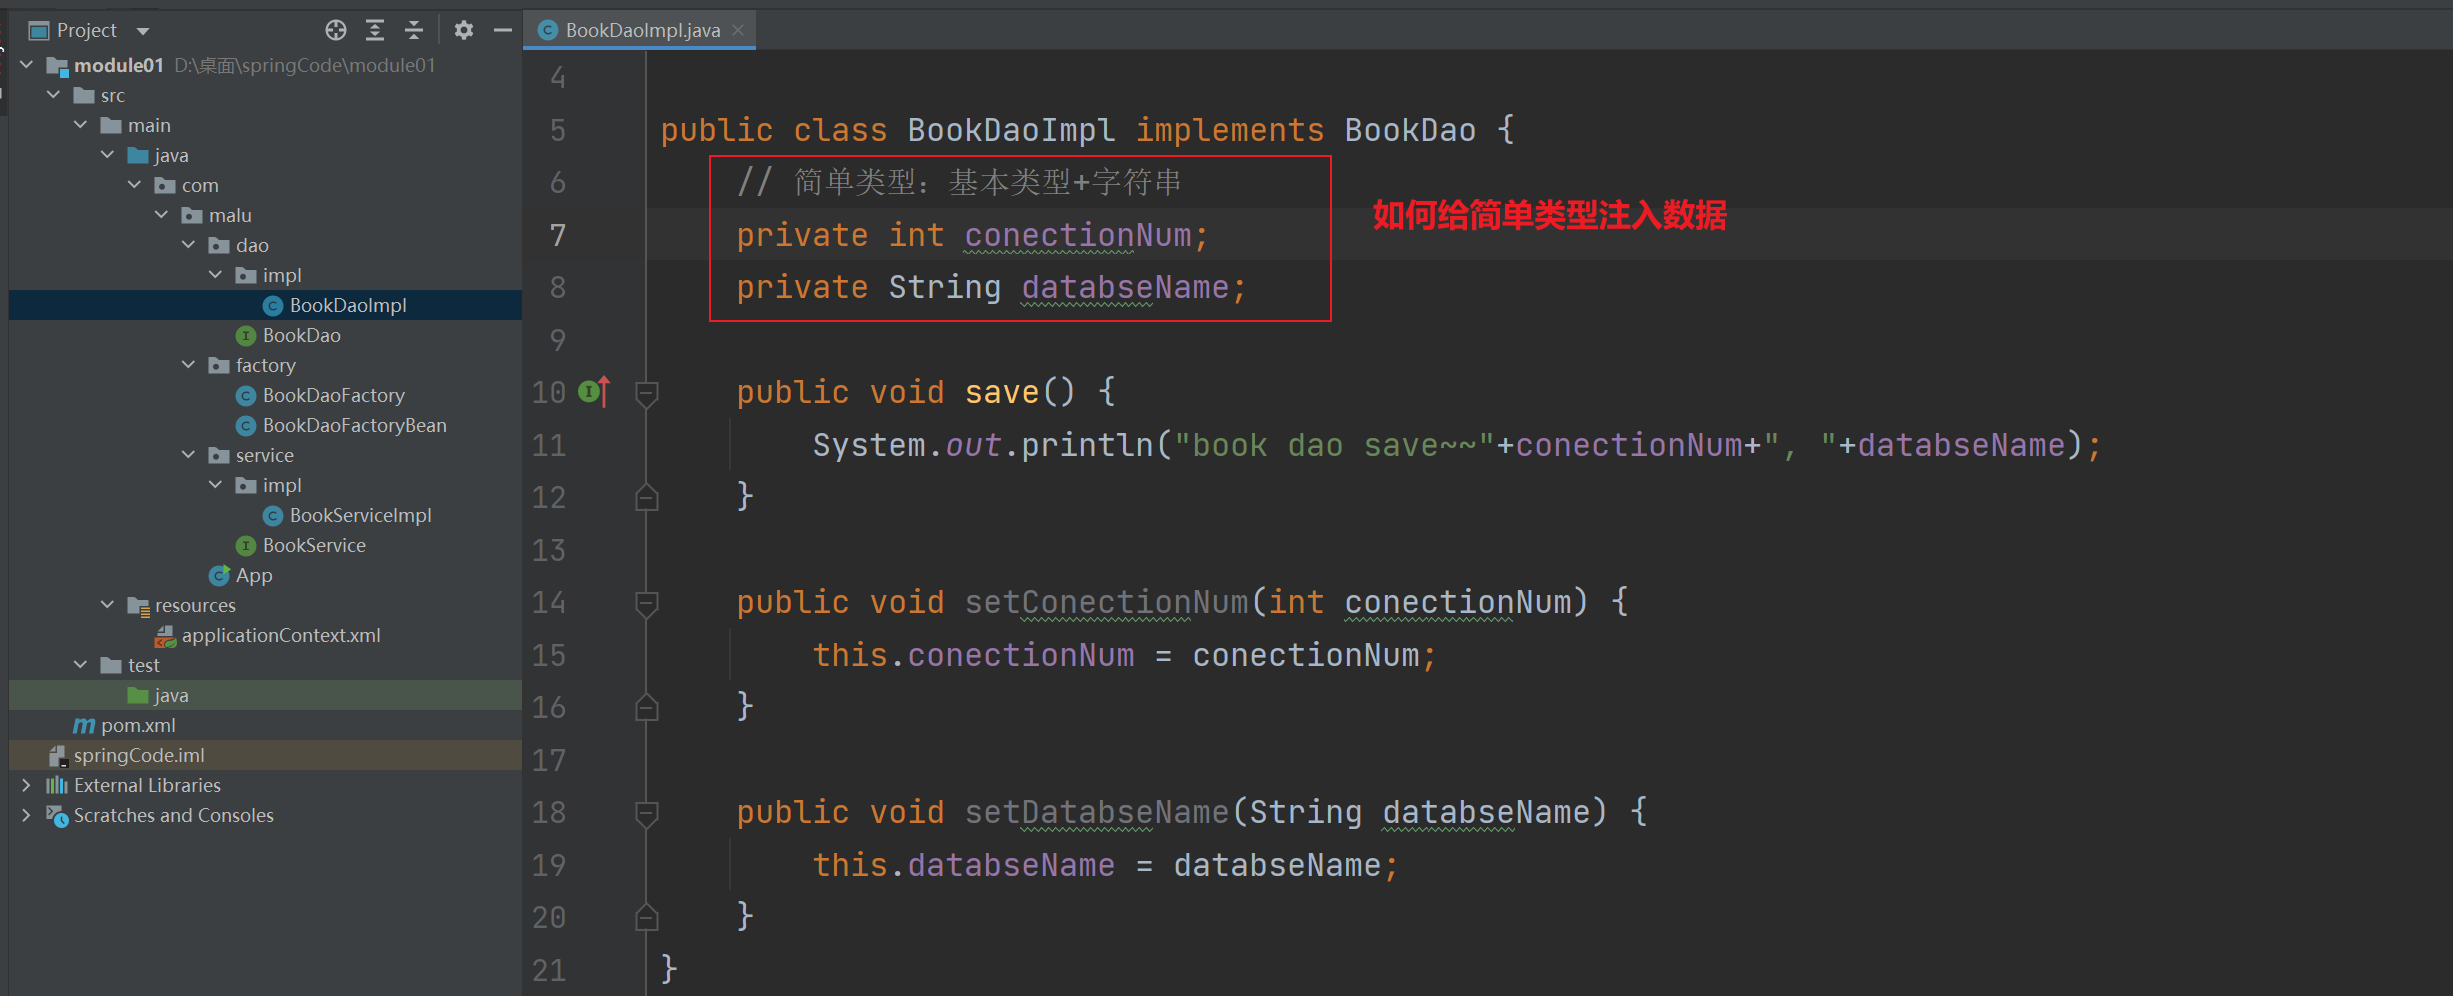 Project
module01 D:\桌面\springCode\module01
src
main
java
com
malu
dao
impl
BookDaoImpl
BookDao
factory
BookDaoFactory
BookDaoFactoryBean
service
impl
BookServiceImpl
BookService
App
resources
applicationContext.xml
test
java
pom.xml
springCode.iml
External Libraries
Scratches and Consoles
BookDaoImpl.java
4
5 public class BookDaoImpl implements BookDao {
6 // 简单类型：基本类型+字符串
7 private int conectionNum;
如何给简单类型注入数据
8 private String databseName;
9
10 public void save() {
11 System.out.println("book dao save~~"+conectionNum+", "+databseName);
12 }
13
14 public void setConectionNum(int conectionNum) {
15 this.conectionNum = conectionNum;
16 }
17
18 public void setDatabseName(String databseName) {
19 this.databseName = databseName;
20 }
21 }